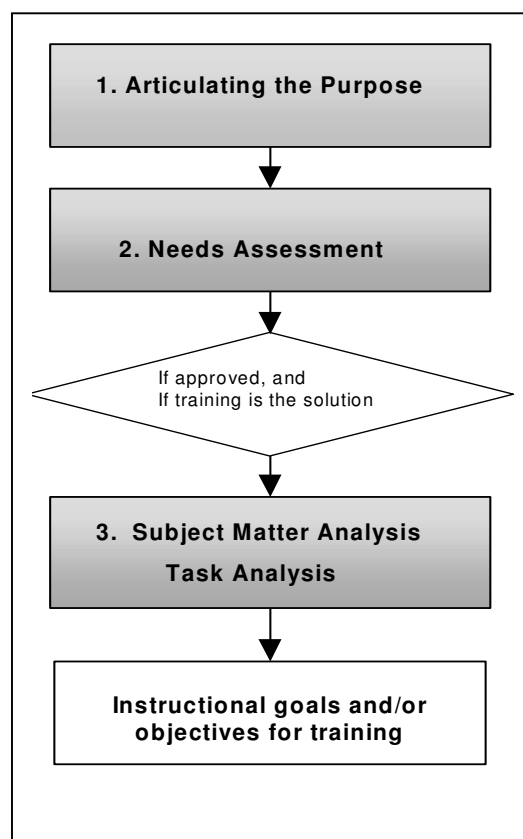 1. Articulating the Purpose
2. Needs Assessment
If approved, and
If training is the solution
3. Subject Matter Analysis
Task Analysis
Instructional goals and/or
objectives for training